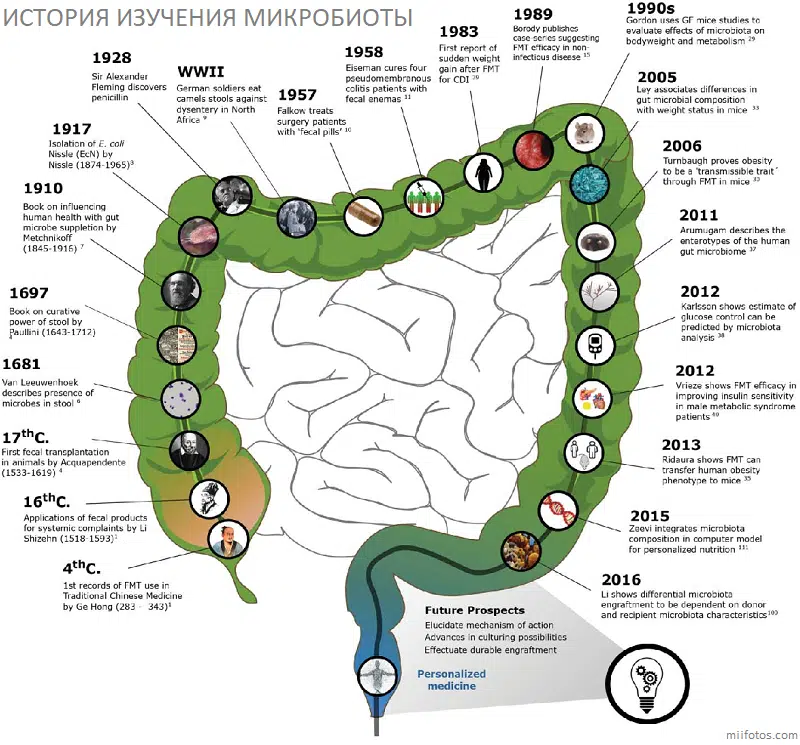 ИСТОРИЯ ИЗУЧЕНИЯ МИКРОБИОТЫ
4thC.
1st records of FMT use in
Traditional Chinese Medicine
by Ge Hong (283 - 343)1
16thC.
Applications of fecal products
for systemic complaints by Li
Shizehn (1518-1593)1
17thC.
First fecal transplantation
in animals by Acquapendente
(1533-1619) 4
1681
Van Leeuwenhoek
describes presence of
microbes in stool 6
1697
Book on curative
power of stool by
Paullini (1643-1712)
1910
Book on influencing
human health with gut
microbe suppletion by
Metchnikoff
(1845-1916) 7
1917
Isolation of E. coli
Nissle (EcN) by
Nissle (1874-1965)8
1928
Sir Alexander
Fleming discovers
penicillin
WWII
German soldiers eat
camels stools against
dysentery in North
Africa 9
1957
Falkow treats
surgery patients
with 'fecal pills' 10
1958
Eiseman cures four
pseudomembranous
colitis patients with
fecal enemas 11
1983
First report of
sudden weight
gain after FMT
for CDI
1989
Borody publishes
case-series suggesting
FMT efficacy in non-
infectious disease 15
1990s
Gordon uses GF mice studies to
evaluate effects of microbiota on
bodyweight and metabolism 29
2005
Ley associates differences in
gut microbial composition
with weight status in mice 33
2006
Turnbaugh proves obesity
to be a 'transmissible trait´
through FMT in mice
2011
Arumugam describes the
enterotypes of the human
gut microbiome 37
2012
Karlsson shows estimate of
glucose control can be
predicted by microbiota
analysis 38
2012
Vrieze shows FMT efficacy in
improving insulin sensitivity
in male metabolic syndrome
patients
2013
Ridaura shows FMT can
transfer human obesity
phenotype to mice 35
2015
Zeevi integrates microbiota
composition in computer model
for personalized nutrition 111
2016
Li shows differential microbiota
engraftment to be dependent on donor
and recipient microbiota characteristics100
Future Prospects
Elucidate mechanism of action
Advances in culturing possibilities
Effectuate durable engraftment
Personalized
medicine
miifotos.com